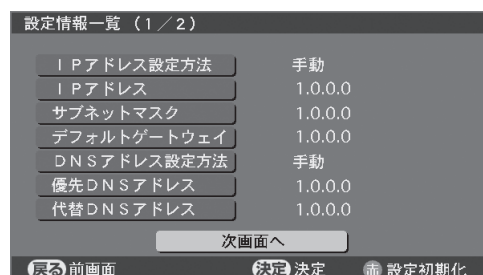 設定情報一覧（1／2）
ＩＰアドレス設定方法 手動
ＩＰアドレス 1.0.0.0
サブネットマスク 1.0.0.0
デフォルトゲートウェイ 1.0.0.0
ＤＮＳアドレス設定方法 手動
優先ＤＮＳアドレス 1.0.0.0
代替ＤＮＳアドレス 1.0.0.0
次画面へ
戻る 前画面 決定 決定 赤 設定初期化